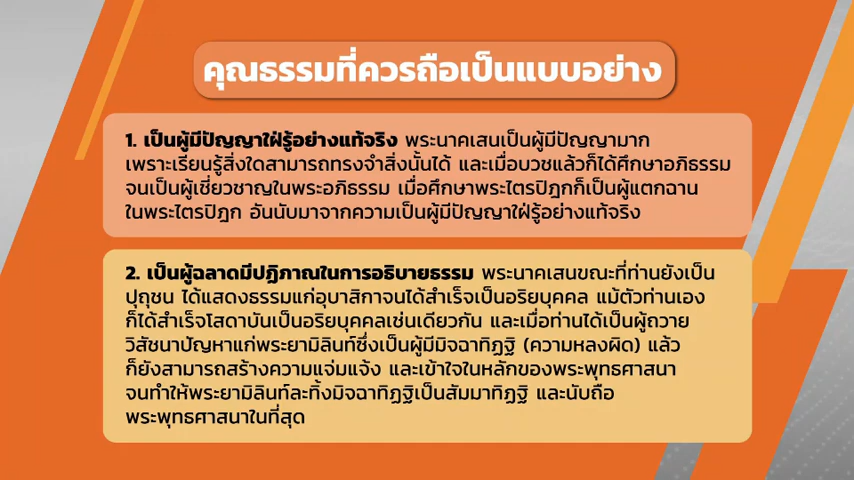 คุณธรรมที่ควรถือเป็นแบบอย่าง
1. เป็นผู้มีปัญญาใฝ่รู้อย่างแท้จริง พระนาคเสนเป็นผู้มีปัญญามาก
เพราะเรียนรู้สิ่งใดสามารถทรงจำสิ่งนั้นได้ และเมื่อบวชแล้วก็ได้ศึกษาอภิธรรม
จนเป็นผู้เชี่ยวชาญในพระอภิธรรม เมื่อศึกษาพระไตรปิฎกก็เป็นผู้แตกฉาน
ในพระไตรปิฎก อันนับมาจากความเป็นผู้มีปัญญาใฝ่รู้อย่างแท้จริง
2. เป็นผู้ฉลาดมีปฏิภาณในการอธิบายธรรม พระนาคเสนขณะที่ท่านยังเป็น
ปุถุชน ได้แสดงธรรมแก่อุบาสิกาจนได้สำเร็จเป็นอริยบุคคล แม้ตัวท่านเอง
ก็ได้สำเร็จโสดาบันเป็นอริยบุคคลเช่นเดียวกัน และเมื่อท่านได้เป็นผู้ถวาย
วิสัชนาปัญหาแก่พระยามิลินท์ซึ่งเป็นผู้มีมิจฉาทิฏฐิ (ความหลงผิด) แล้ว
ก็ยังสามารถสร้างความแจ่มแจ้ง และเข้าใจในหลักของพระพุทธศาสนา
จนทำให้พระยามิลินท์ละทิ้งมิจฉาทิฏฐิเป็นสัมมาทิฏฐิ และนับถือ
พระพุทธศาสนาในที่สุด